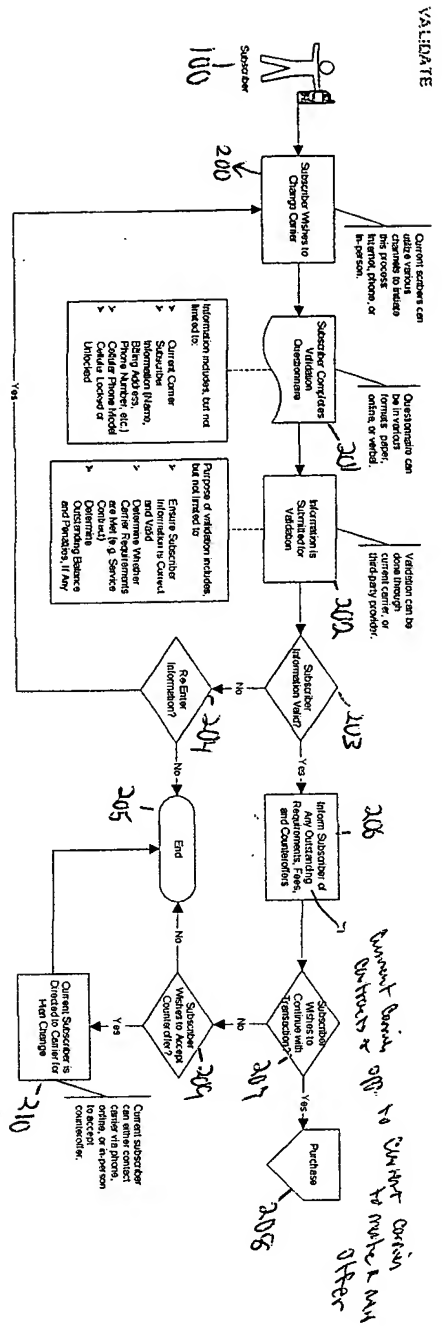 VALIDATE
Subscriber
100
Subscriber Wishes to
Change Carrier
200
Current scribers can
utilize various
channels to initiate
this process:
Internet, phone, or
in-person.
Subscriber Completes
Validation
Questionnaire
201
Questionnaire can
be in various
formats: paper,
online, or verbal.
Information includes, but not
limited to:
> Current Carrier
> Subscriber
Information (Name,
Billing Address,
Phone Number, etc.)
> Cellular Phone Model
> Cellular Locked or
Unlocked
Information is
Submitted for
Validation
202
Validation can be
done through
current carrier, or
third-party provider.
Purpose of validation includes,
but not limited to:
> Ensure Subscriber
Information is Correct
and Valid
> Determine Whether
Carrier Requirements
are Met (e.g. Service
Contract)
> Determine
Outstanding Balance
and Penalties, If Any
Subscriber
Information Valid?
203
No
Yes
Re-Enter
Information?
204
Yes
No
End
205
206
Inform Subscriber of
Any Outstanding
Requirements, Fees,
and Counteroffers
Subscriber
Wishes to
Continue with
Transaction?
207
Yes
No
Purchase
208
Subscriber
Wishes to Accept
Counteroffer?
209
No
Yes
Current Subscriber is
Directed to Carrier for
Plan Change
210
Current subscriber
can either contact
carrier via phone,
online, or in-person
to accept
counteroffer.
Current Carrier
to Current Carrier
to make a new
offer